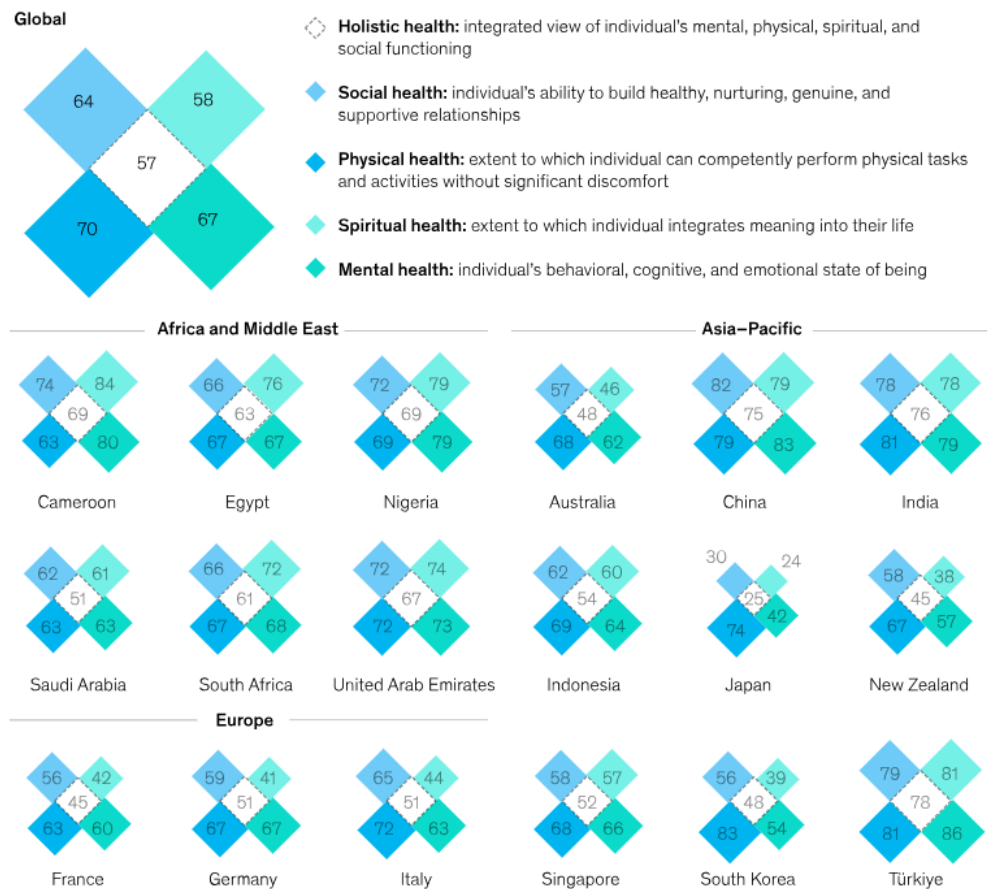 Global
64
58
57
70
67
Holistic health: integrated view of individual's mental, physical, spiritual, and
social functioning
Social health: individual's ability to build healthy, nurturing, genuine, and
supportive relationships
Physical health: extent to which individual can competently perform physical tasks
and activities without significant discomfort
Spiritual health: extent to which individual integrates meaning into their life
Mental health: individual's behavioral, cognitive, and emotional state of being
Africa and Middle East
74 84
69
63 80
Cameroon
66 76
63
67 67
Egypt
72 79
69
69 79
Nigeria
62 61
51
63 63
Saudi Arabia
66 72
61
67 68
South Africa
72 74
67
72 73
United Arab Emirates
Asia–Pacific
57 46
48
68 62
Australia
82 79
75
79 83
China
78 78
76
81 79
India
62 60
54
69 64
Indonesia
30 24
25
74 42
Japan
58 38
45
67 57
New Zealand
58 57
52
68 66
Singapore
56 39
48
83 54
South Korea
79 81
78
81 86
Türkiye
Europe
56 42
45
63 60
France
59 41
51
67 67
Germany
65 44
51
72 63
Italy